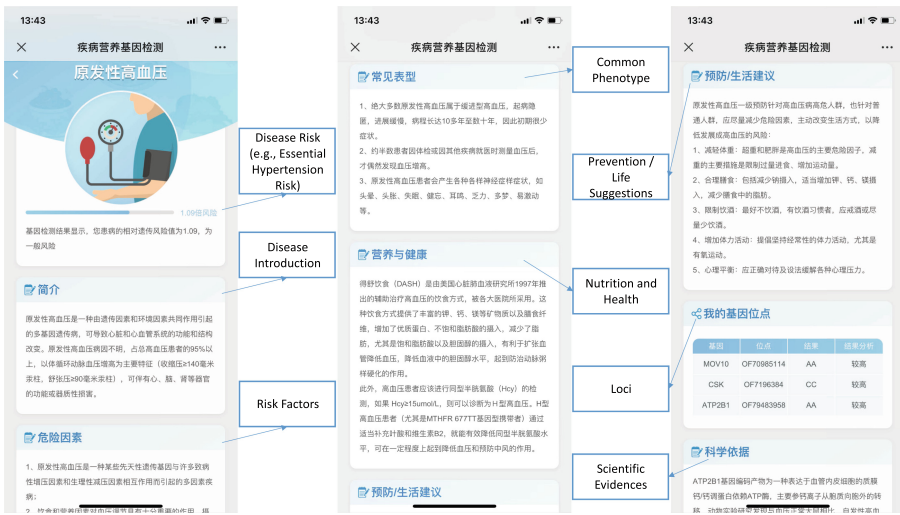 13:43
疾病营养基因检测
原发性高血压
1.09倍风险
基因检测结果显示，您患病的相对遗传风险值为1.09，为
一般风险
简介
原发性高血压是一种由遗传因素和环境因素共同作用引起
的多基因遗传病，可导致心脏和心血管系统的功能和结构
改变。原发性高血压病因不明，占总高血压患者的95%以
上，以体循环动脉血压增高为主要特征（收缩压≥140毫米
汞柱，舒张压≥90毫米汞柱），可伴有心、脑、肾等器官
的功能或器质性损害。
危险因素
1、原发性高血压是一种某些先天性遗传基因与许多致病
性增压因素和生理性减压因素相互作用而引起的多因素疾
病；
Disease Risk
(e.g., Essential
Hypertension
Risk)
Disease
Introduction
Risk Factors
13:43
疾病营养基因检测
常见表型
1、绝大多数原发性高血压属于缓进型高血压，起病隐
匿，进展缓慢，病程长达10多年至数十年，因此初期很少
症状。
2、约半数患者因体检或因其他疾病就医时测量血压后，
才偶然发现血压增高。
3、原发性高血压患者会产生各种各样神经症样症状，如
头晕、头胀、失眠、健忘、耳鸣、乏力、多梦、易激动
等。
营养与健康
得舒饮食（DASH）是由美国心脏肺血液研究所1997年推
出的辅助治疗高血压的饮食方式，被各大医院所采用。这
种饮食方式提供了丰富的钾、钙、镁等矿物质以及膳食纤
维，增加了优质蛋白、不饱和脂肪酸的摄入，减少了脂
肪，尤其是饱和脂肪酸以及胆固醇的摄入，有利于扩张血
管降低血压，降低血液中的胆固醇水平，起到防治动脉粥
样硬化的作用。
此外，高血压患者应该进行同型半胱氨酸（Hcy）的检
测，如果 Hcy≥15umol/L，则可以诊断为H型高血压。H型
高血压患者（尤其是MTHFR 677TT基因型携带者）通过
适当补充叶酸和维生素B2，就能有效降低同型半胱氨酸水
平，可在一定程度上起到降低血压和预防中风的作用。
预防/生活建议
Common
Phenotype
Prevention /
Life
Suggestions
Nutrition and
Health
Loci
Scientific
Evidences
13:43
疾病营养基因检测
预防/生活建议
原发性高血压一级预防针对高血压病高危人群，也针对普
通人群，应尽量减少危险因素，主动改变生活方式，以降
低发展成高血压的风险：
1、减轻体重：超重和肥胖是高血压的主要危险因子，减
重的主要措施是限制过量进食、增加运动量。
2、合理膳食：包括减少钠摄入，适当增加钾、钙、镁摄
入，减少膳食中的脂肪。
3、限制饮酒：最好不饮酒，有饮酒习惯者，应戒酒或尽
量少饮酒。
4、增加体力活动：提倡坚持经常性的体力活动，尤其是
有氧运动。
5、心理平衡：应正确对待及设法缓解各种心理压力。
我的基因位点
基因 位点 结果 结果分析
MOV10 OF70985114 AA 较高
CSK OF7196384 CC 较高
ATP2B1 OF79483958 AA 较高
科学依据
ATP2B1基因编码产物为一种表达于血管内皮细胞的质膜
钙/钙调蛋白依赖ATP酶，主要参钙离子从胞质向胞外的转